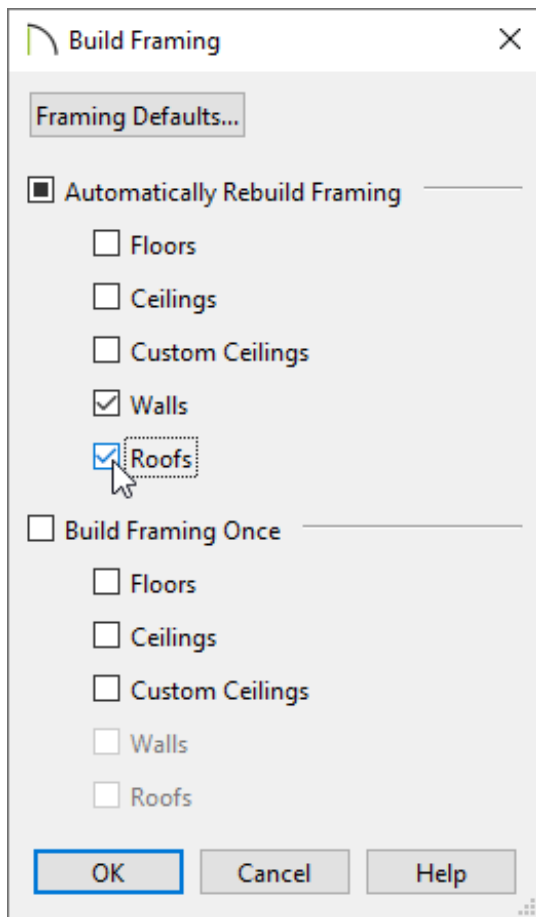 Build Framing
Framing Defaults...
Automatically Rebuild Framing
Floors
Ceilings
Custom Ceilings
Walls
Roofs
Build Framing Once
Floors
Ceilings
Custom Ceilings
Walls
Roofs
OK Cancel Help